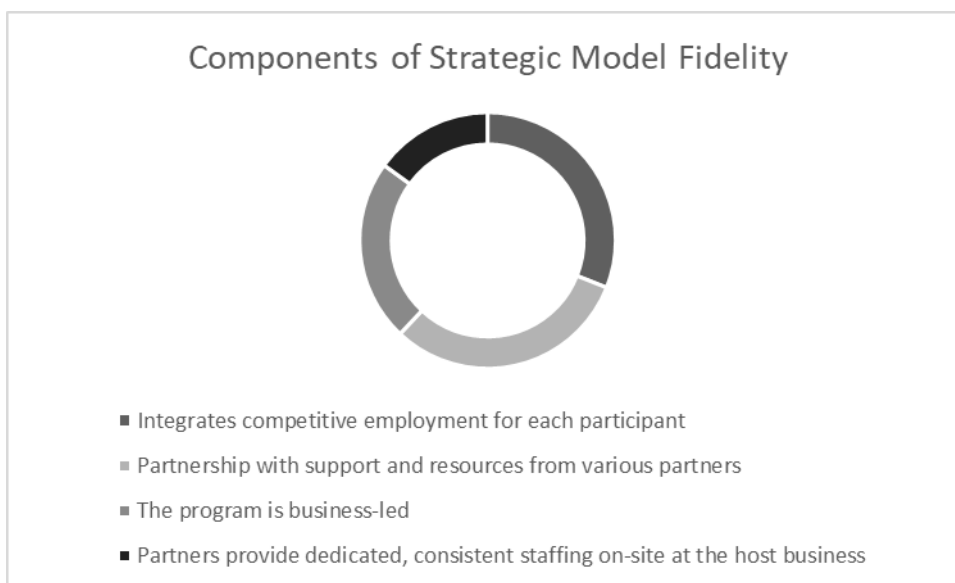 Components of Strategic Model Fidelity
Integrates competitive employment for each participant
Partnership with support and resources from various partners
The program is business-led
Partners provide dedicated, consistent staffing on-site at the host business